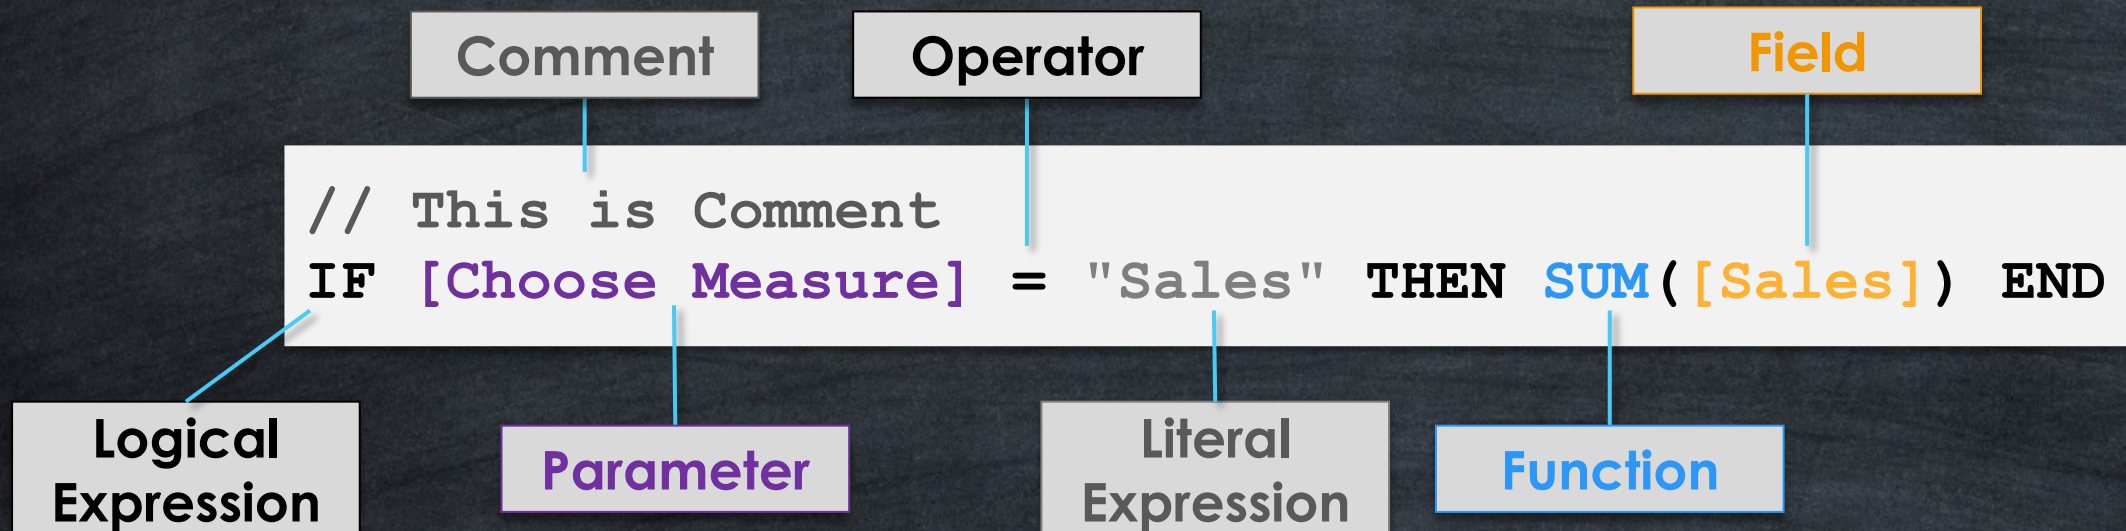 Comment
Operator
Field
// This is Comment
IF [Choose Measure] = "Sales" THEN SUM([Sales]) END
Logical
Expression
Parameter
Literal
Expression
Function